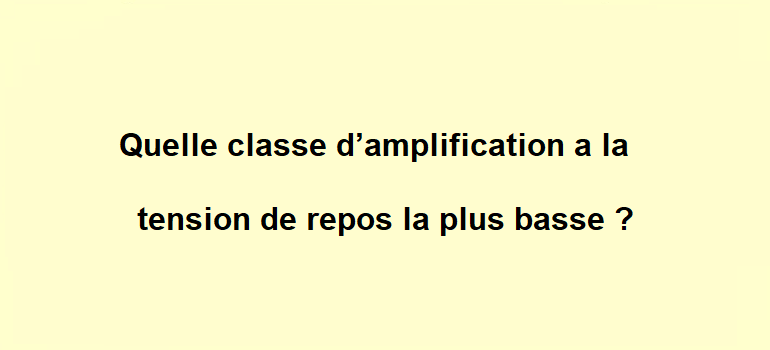 Quelle classe d’amplification a la
tension de repos la plus basse ?